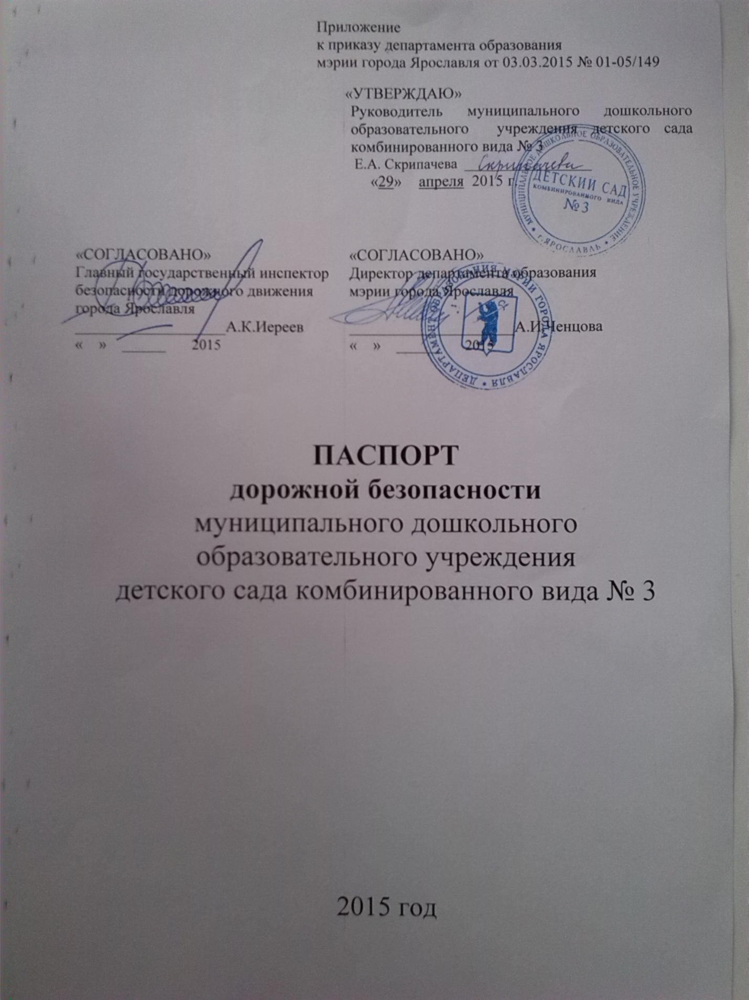 Приложение
к приказу департамента образования
мэрии города Ярославля от 03.03.2015 № 01-05/149
«УТВЕРЖДАЮ»
Руководитель муниципального дошкольного
образовательного учреждения детского сада
комбинированного вида № 3
Е.А. Скрипачева Скрипачева
«29» апреля 2015 г.
МУНИЦИПАЛЬНОЕ ДОШКОЛЬНОЕ ОБРАЗОВАТЕЛЬНОЕ УЧРЕЖДЕНИЕ • г.ЯРОСЛАВЛЬ •
ДЕТСКИЙ САД
КОМБИНИРОВАННОГО ВИДА
№ 3
«СОГЛАСОВАНО»
Главный государственный инспектор
безопасности дорожного движения
города Ярославля
А.К.Иереев
« » ______ 2015
«СОГЛАСОВАНО»
Директор департамента образования
мэрии города Ярославля
А.И.Ченцова
« » ______ 2015
ДЕПАРТАМЕНТ ОБРАЗОВАНИЯ МЭРИИ ГОРОДА ЯРОСЛАВЛЯ •
ПАСПОРТ
дорожной безопасности
муниципального дошкольного
образовательного учреждения
детского сада комбинированного вида № 3
2015 год